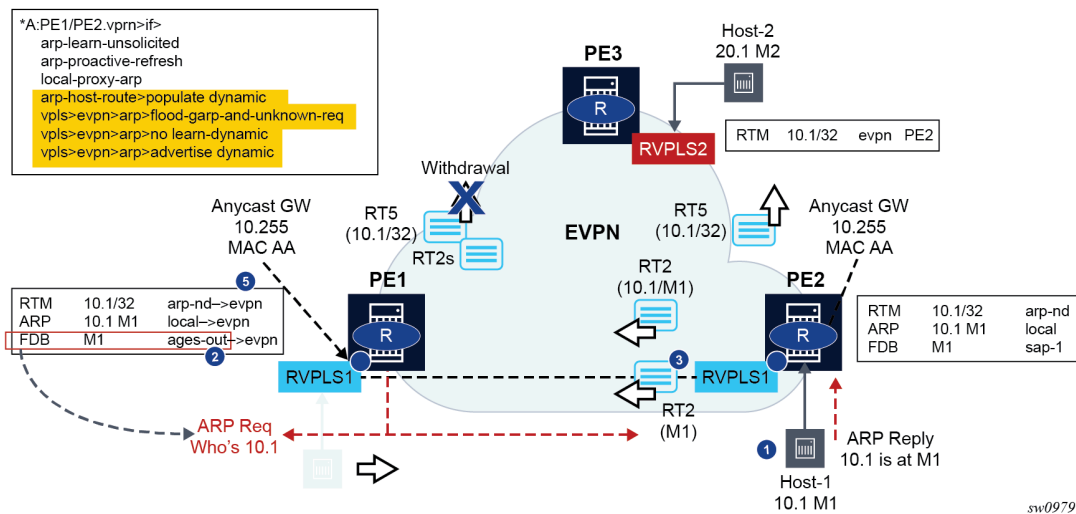 *A:PE1/PE2.vprn>if>
arp-learn-unsolicited
arp-proactive-refresh
local-proxy-arp
arp-host-route>populate dynamic
vpls>evpn>arp>flood-garp-and-unknown-req
vpls>evpn>arp>no learn-dynamic
vpls>evpn>arp>advertise dynamic
Host-2
20.1 M2
PE3
R
RVPLS2
RTM 10.1/32 evpn PE2
Withdrawal
X
RT5
(10.1/32)
RT2s
EVPN
RT5
(10.1/32)
Anycast GW
10.255
MAC AA
Anycast GW
10.255
MAC AA
5
PE1
R
RVPLS1
RTM 10.1/32 arp-nd–>evpn
ARP 10.1 M1 local–>evpn
FDB M1 ages-out–>evpn
2
RT2
(10.1/M1)
PE2
R
RVPLS1
RTM 10.1/32 arp-nd
ARP 10.1 M1 local
FDB M1 sap-1
3
RT2
(M1)
ARP Req
Who's 10.1
1
Host-1
10.1 M1
ARP Reply
10.1 is at M1
sw0979